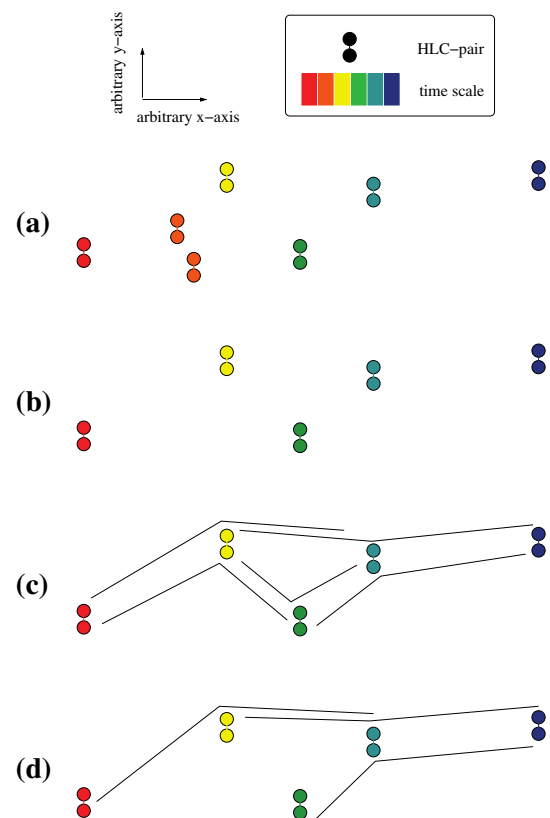 arbitrary y−axis
arbitrary x−axis
HLC−pair
time scale
(a)
(b)
(c)
(d)